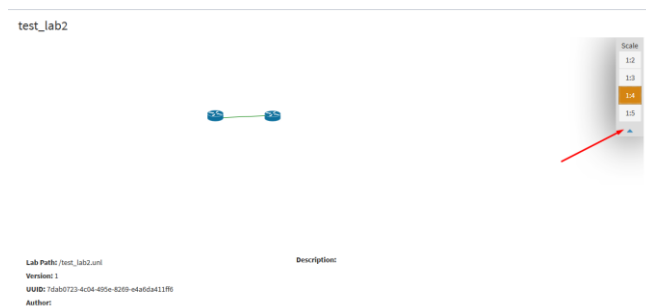 test_lab2
Scale
1:2
1:3
1:4
1:5
Lab Path: /test_lab2.unl
Version: 1
UUID: 7dab0723-4c04-495e-8269-e4a6da411ff6
Author:
Description: